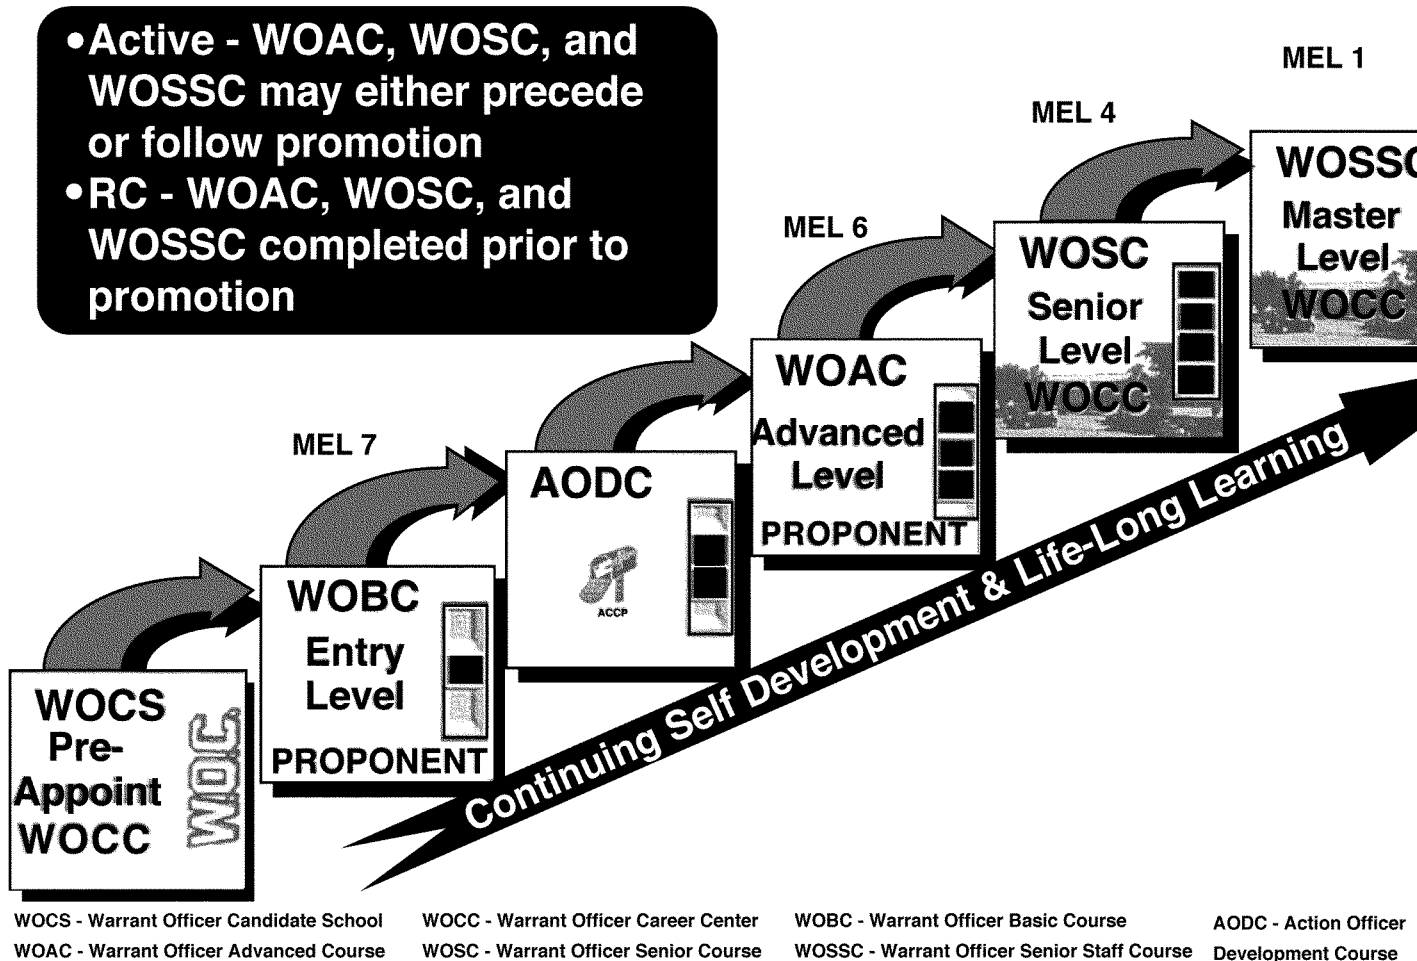 •Active - WOAC, WOSC, and
WOSSC may either precede
or follow promotion
•RC - WOAC, WOSC, and
WOSSC completed prior to
promotion
MEL 1
MEL 4
MEL 6
MEL 7
WOSSC
Master
Level
WOCC
WOSC
Senior
Level
WOCC
WOAC
Advanced
Level
PROPONENT
AODC
ACCP
WOBC
Entry
Level
PROPONENT
WOCS
Pre-
Appoint
WOCC
W.O.C.
Continuing Self Development & Life-Long Learning
WOCS - Warrant Officer Candidate School
WOCC - Warrant Officer Career Center
WOBC - Warrant Officer Basic Course
AODC - Action Officer
Development Course
WOAC - Warrant Officer Advanced Course
WOSC - Warrant Officer Senior Course
WOSSC - Warrant Officer Senior Staff Course